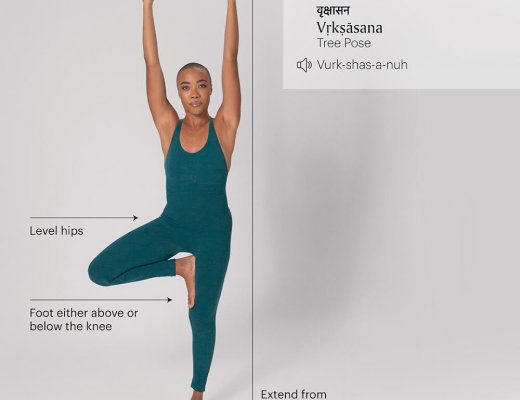 वृक्षासन
Vṛkṣāsana
Tree Pose
Vurk-shas-a-nuh
Level hips
Foot either above or
below the knee
Extend from